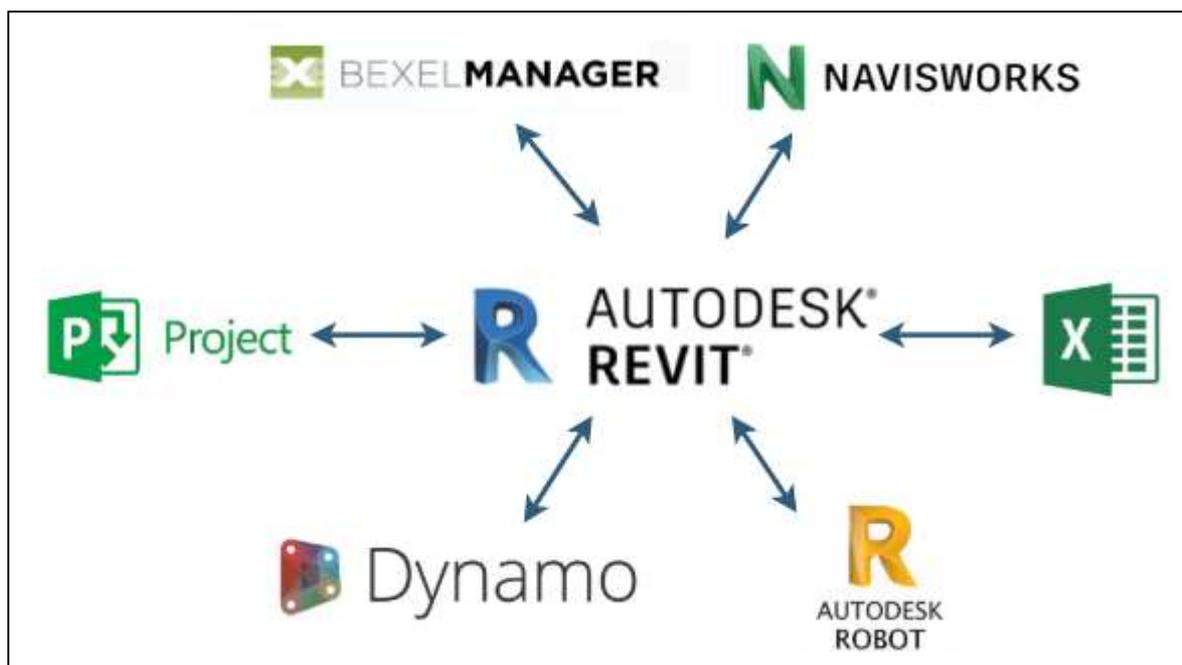 BEXELMANAGER
NAVISWORKS
P Project
AUTODESK®
REVIT®
X
Dynamo
AUTODESK
ROBOT